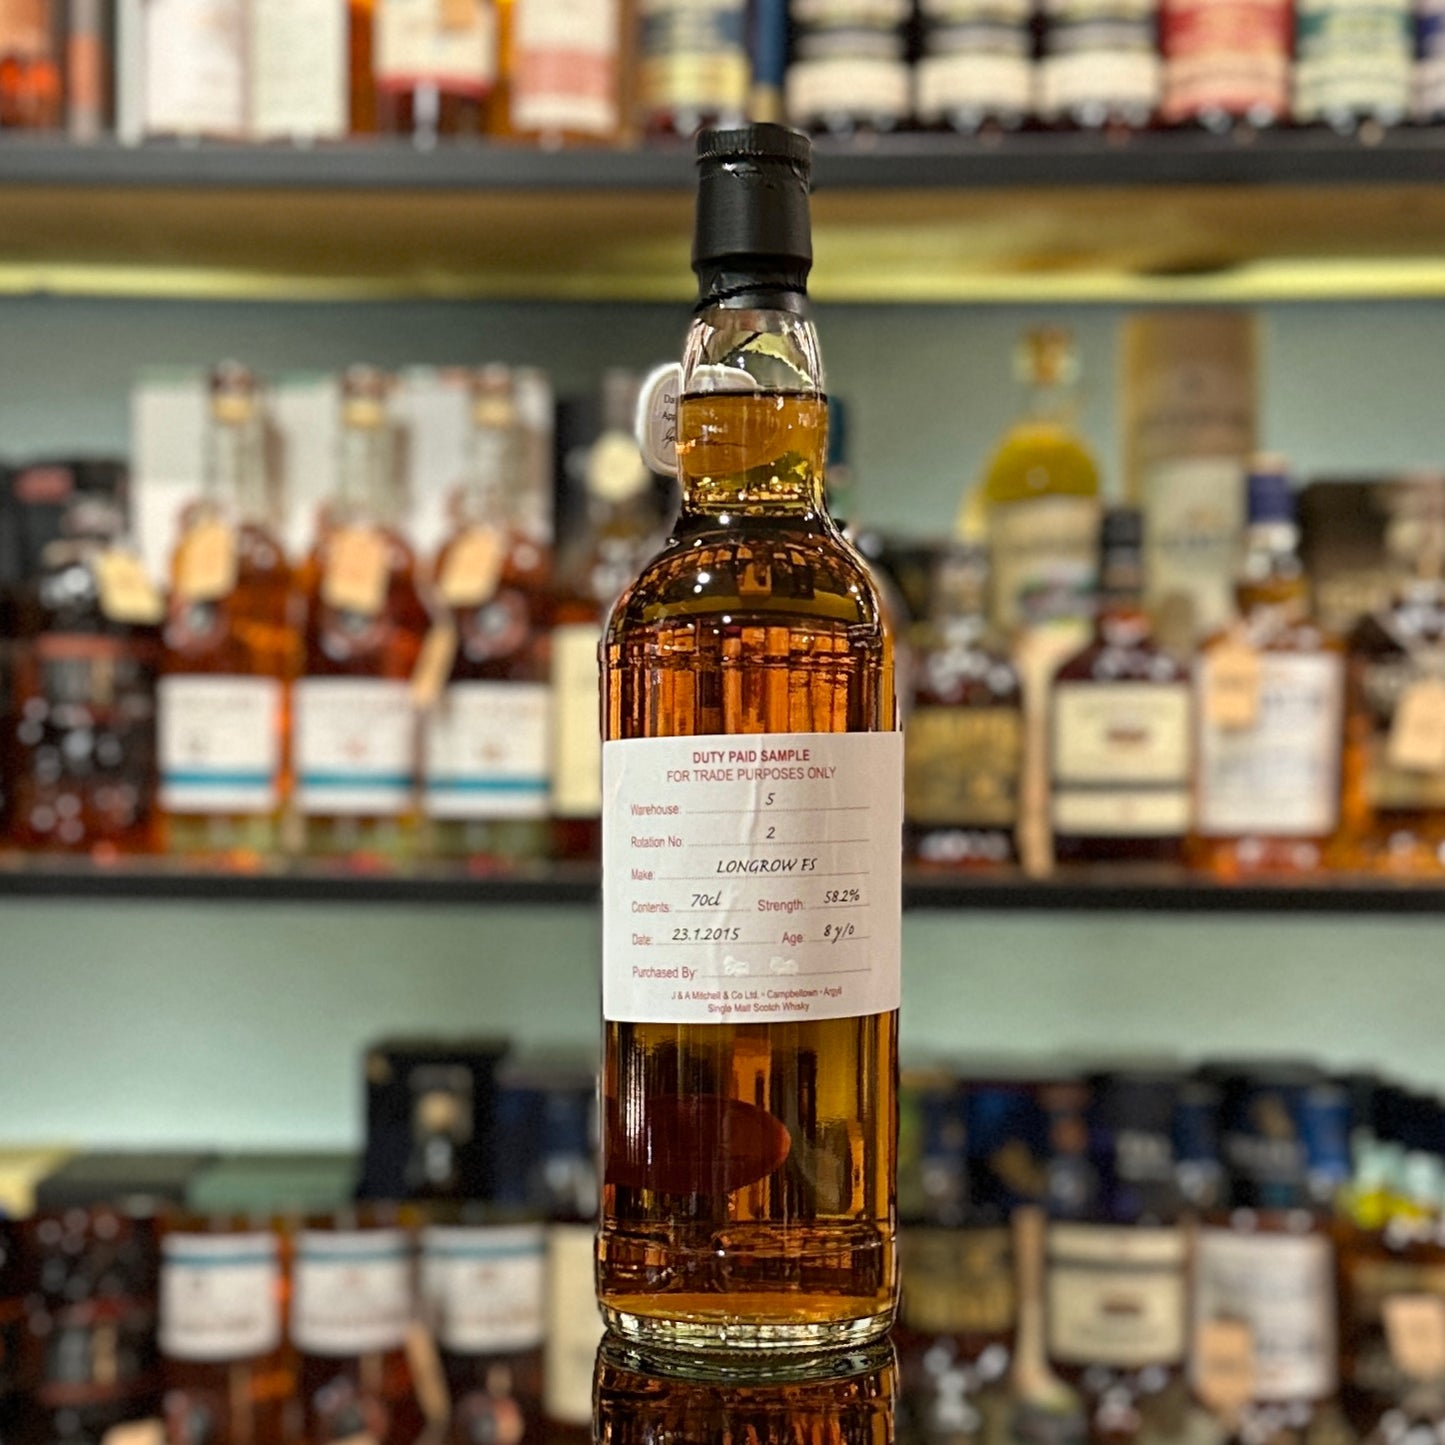 DUTY PAID SAMPLE
FOR TRADE PURPOSES ONLY
Warehouse: 5
Rotation No: 2
Make: LONGROW FS
Contents: 70cl Strength: 58.2%
Date: 23.1.2015 Age: 8 y/o
Purchased By:
J & A Mitchell & Co Ltd. • Campbeltown • Argyll
Single Malt Scotch Whisky